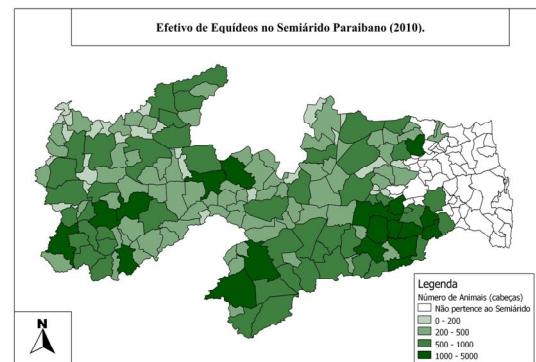 Efetivo de Equídeos no Semiárido Paraibano (2010).
N
Legenda
Número de Animais (cabeças)
Não pertence ao Semiárido
0 - 200
200 - 500
500 - 1000
1000 - 5000